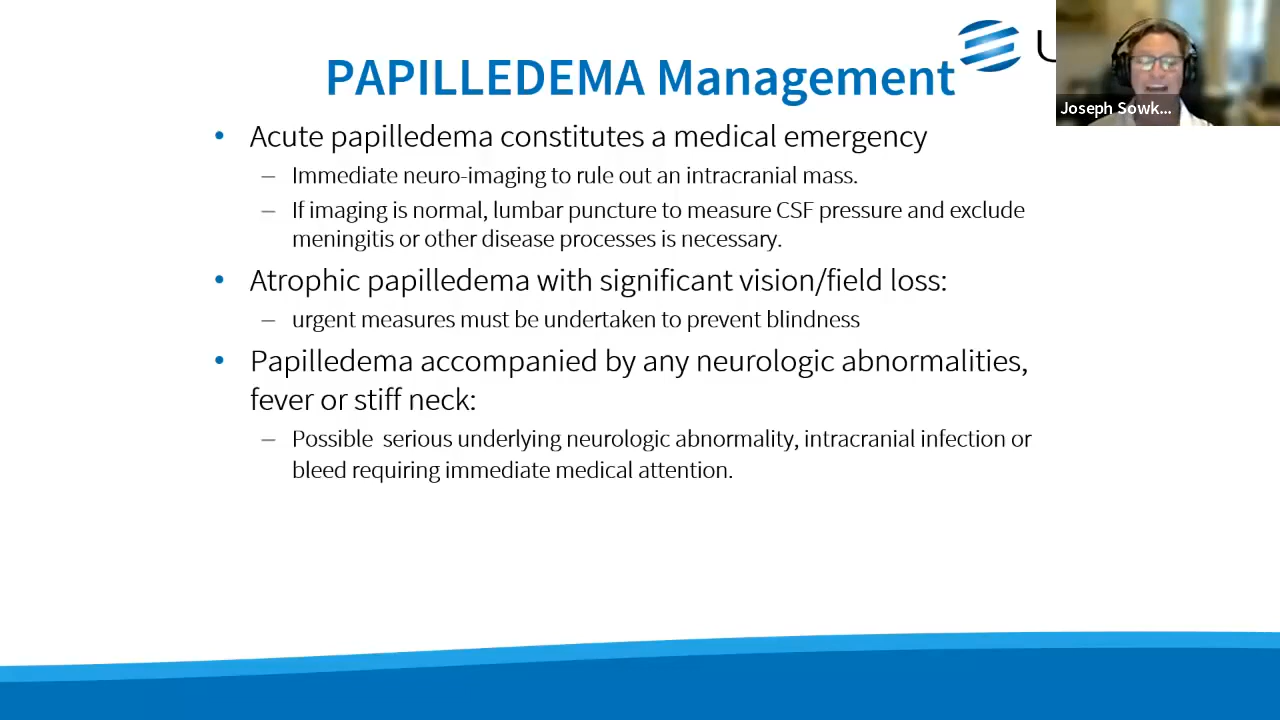 PAPILLEDEMA Management
U
Joseph Sowk...
• Acute papilledema constitutes a medical emergency
– Immediate neuro-imaging to rule out an intracranial mass.
– If imaging is normal, lumbar puncture to measure CSF pressure and exclude
meningitis or other disease processes is necessary.
• Atrophic papilledema with significant vision/field loss:
– urgent measures must be undertaken to prevent blindness
• Papilledema accompanied by any neurologic abnormalities,
fever or stiff neck:
– Possible  serious underlying neurologic abnormality, intracranial infection or
bleed requiring immediate medical attention.